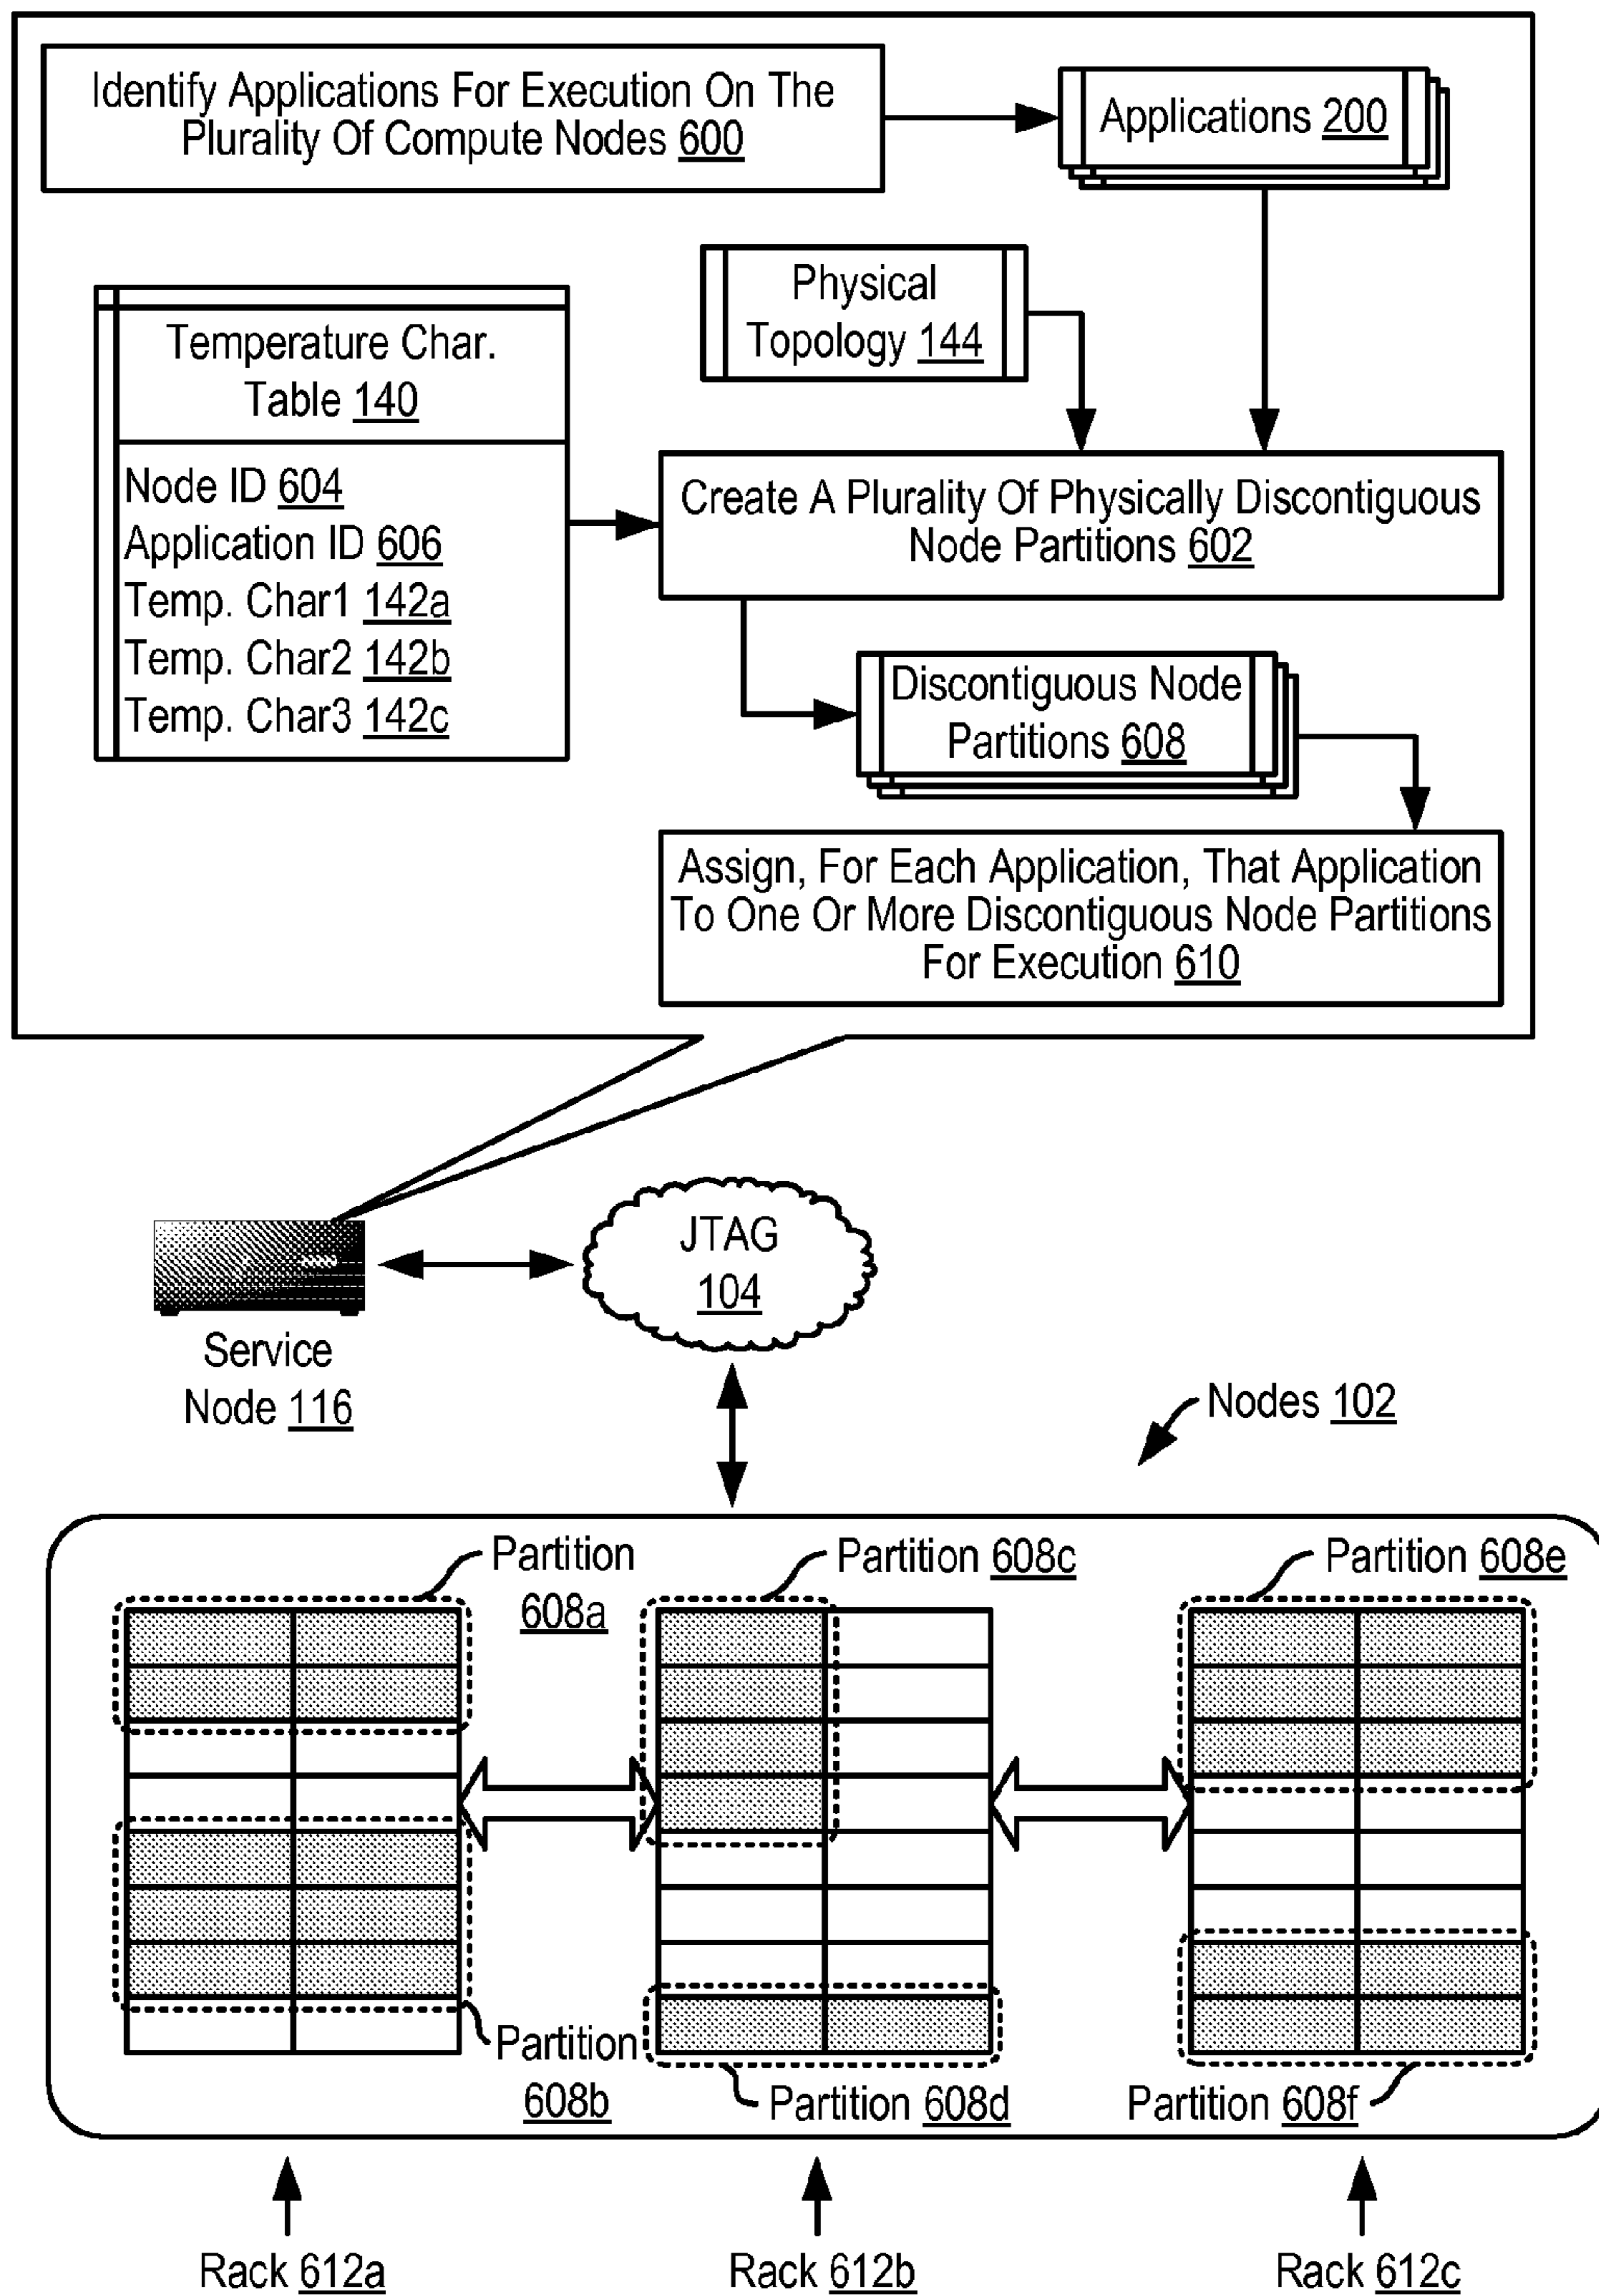 Identify Applications For Execution On The
Plurality Of Compute Nodes 600
Applications 200
Physical
Topology 144
Temperature Char.
Table 140
Node ID 604
Application ID 606
Temp. Char1 142a
Temp. Char2 142b
Temp. Char3 142c
Create A Plurality Of Physically Discontiguous
Node Partitions 602
Discontiguous Node
Partitions 608
Assign, For Each Application, That Application
To One Or More Discontiguous Node Partitions
For Execution 610
JTAG
104
Service
Node 116
Nodes 102
Partition
608a
Partition 608c
Partition 608e
Partition
608b
Partition 608d
Partition 608f
Rack 612a
Rack 612b
Rack 612c